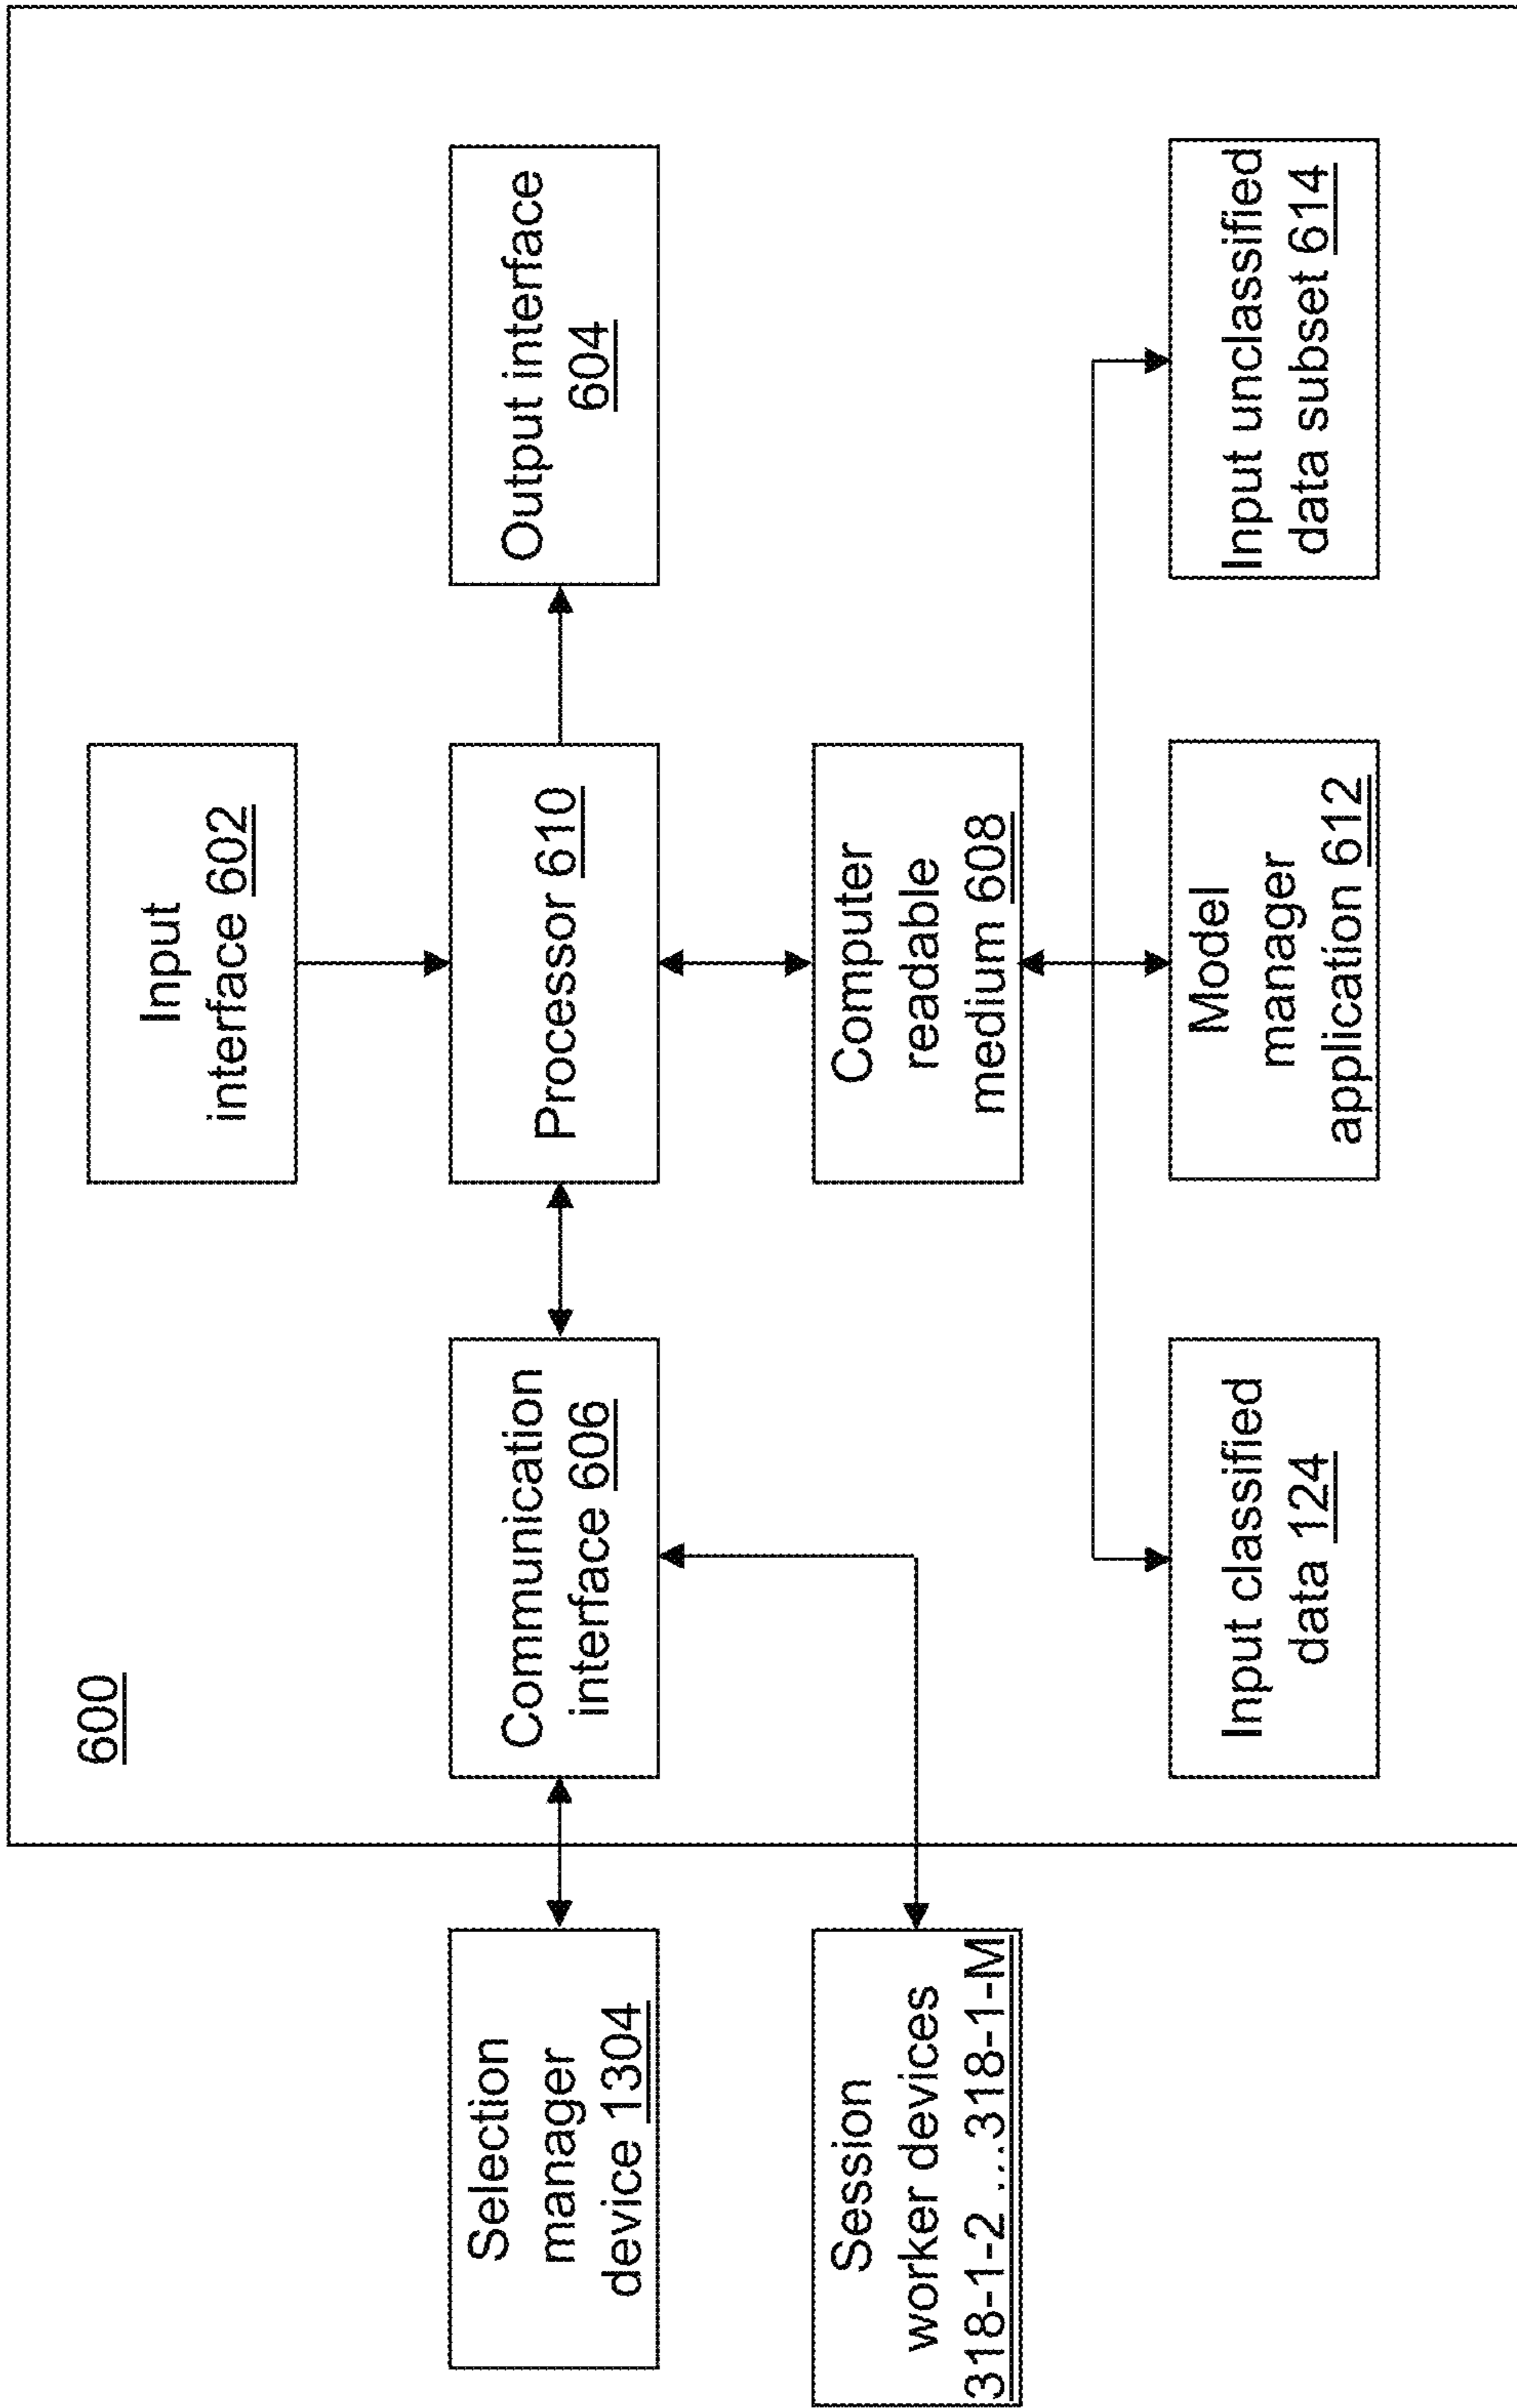 600
Input
interface 602
Selection
manager
device 1304
Communication
interface 606
Processor 610
Output interface
604
Session
worker devices
318-1-2 ...318-1-M
Computer
readable
medium 608
Input classified
data 124
Model
manager
application 612
Input unclassified
data subset 614